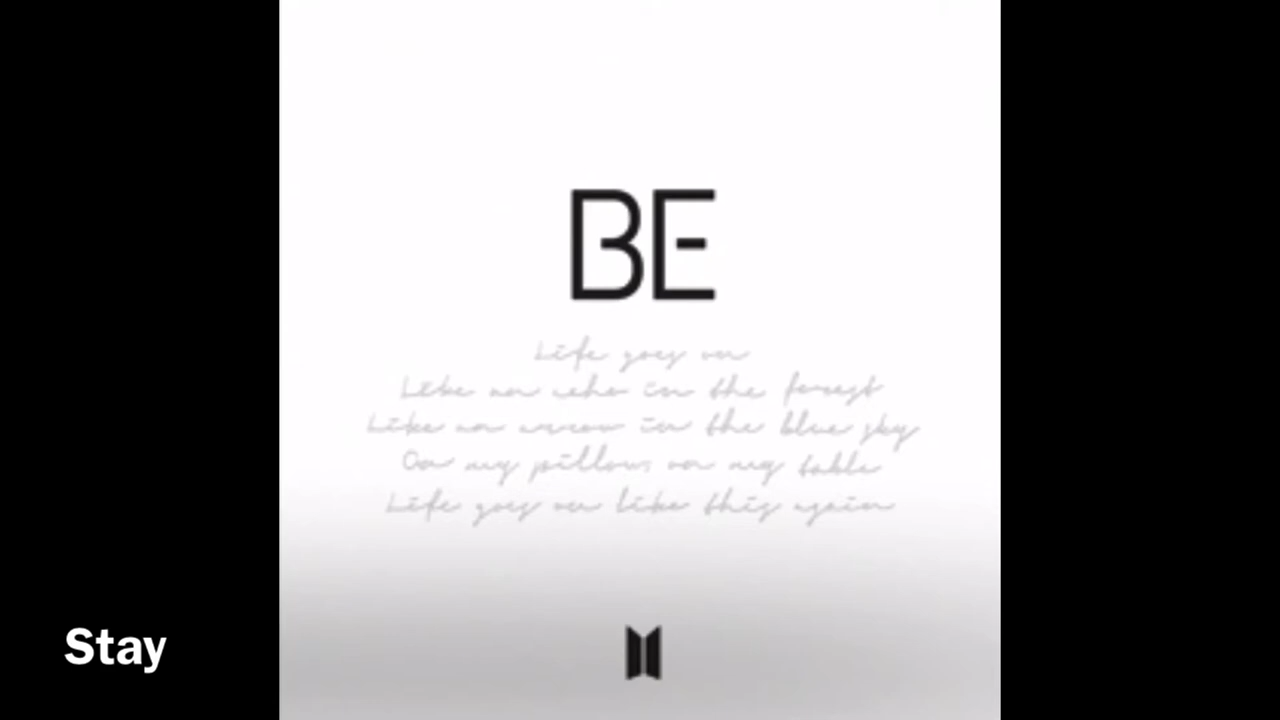 BE
Life goes on
Like an echo in the forest
Like an arrow in the blue sky
On my pillow, on my table
Life goes on like this again
Stay